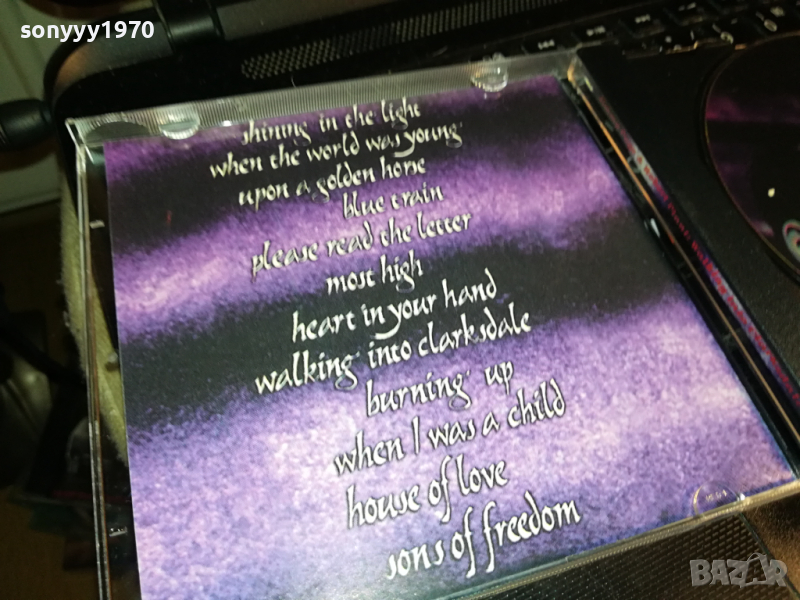 sonyyy1970
shining in the light
when the world was young
upon a golden horse
blue train
please read the letter
most high
heart in your hand
walking into clarksdale
burning up
when I was a child
house of love
sons of freedom
BAZAR